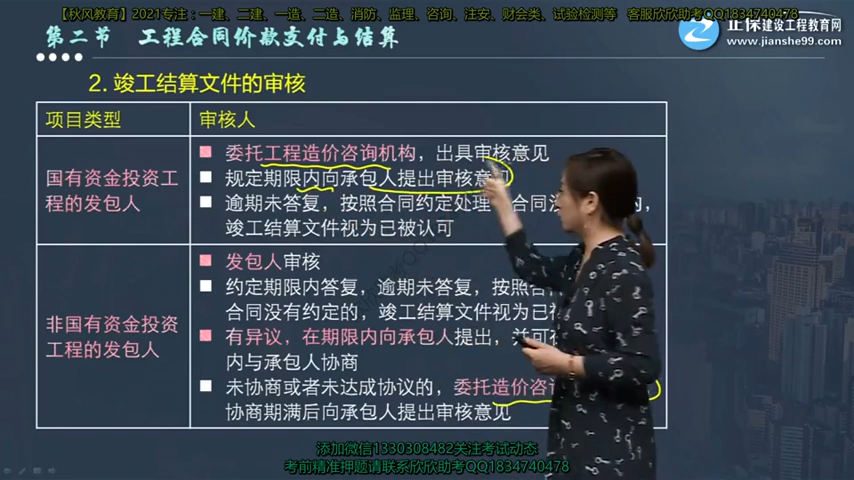 【秋风教育】2021专注：一建、二建、一造、二造、消防、监理、咨询、注安、财会类、试验检测等 客服欣欣助考QQ1834740478
第二节 工程合同价款交付与结算
正保建设工程教育网
www.jianshe99.com
2. 竣工结算文件的审核
项目类型
审核人
国有资金投资工
程的发包人
委托工程造价咨询机构，出具审核意见
规定期限内向承包人提出审核意见
逾期未答复，按照合同约定处理 合同没 的，
竣工结算文件视为已被认可
非国有资金投资
工程的发包人
发包人审核
约定期限内答复，逾期未答复，按照合
合同没有约定的，竣工结算文件视为已被
有异议，在期限内向承包人提出，并可在
内与承包人协商
未协商或者未达成协议的，委托造价咨
协商期满后向承包人提出审核意见
添加微信1330308482关注考试动态
考前精准押题请联系欣欣助考QQ1834740478